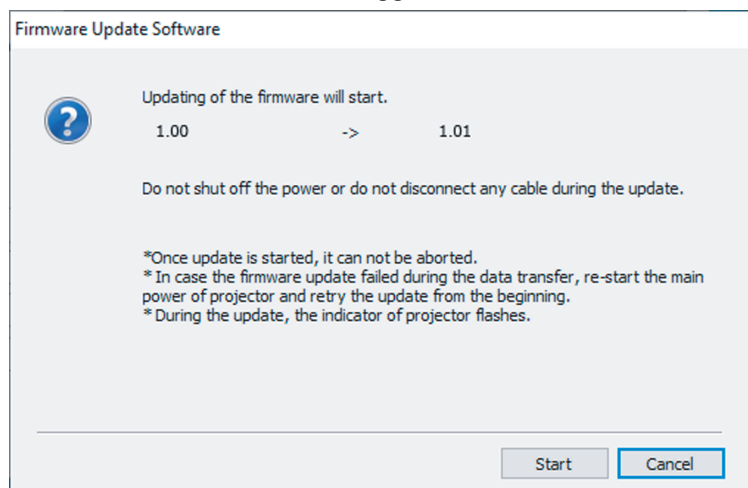 Firmware Update Software
Updating of the firmware will start.
1.00 -> 1.01
Do not shut off the power or do not disconnect any cable during the update.
*Once update is started, it can not be aborted.
* In case the firmware update failed during the data transfer, re-start the main
power of projector and retry the update from the beginning.
* During the update, the indicator of projector flashes.
Start Cancel